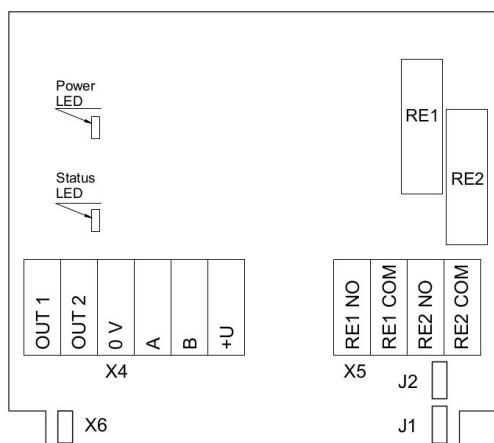 Power
LED
RE1
RE2
Status
LED
OUT 1
OUT 2
0 V
A
B
+U
RE1 NO
RE1 COM
RE2 NO
RE2 COM
X4
X5
J2
X6
J1